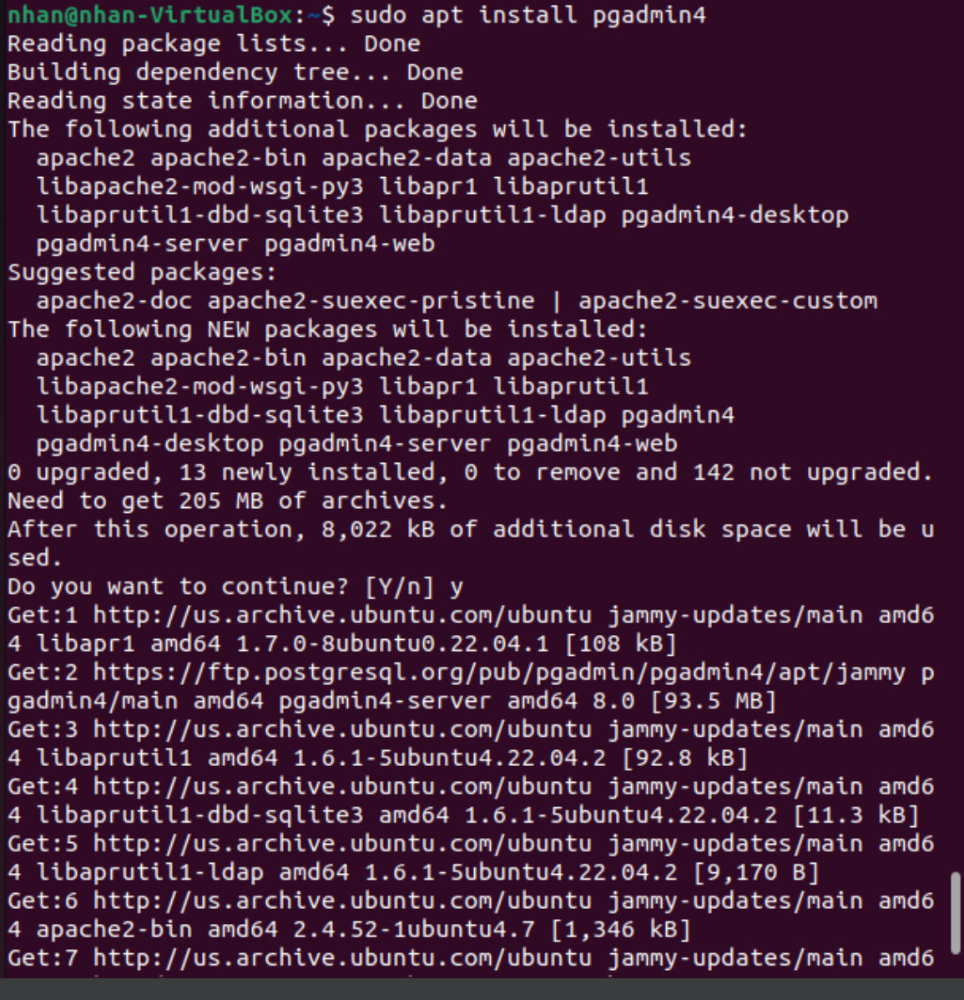 nhan@nhan-VirtualBox:~$ sudo apt install pgadmin4
Reading package lists... Done
Building dependency tree... Done
Reading state information... Done
The following additional packages will be installed:
  apache2 apache2-bin apache2-data apache2-utils
  libapache2-mod-wsgi-py3 libapr1 libaprutil1
  libaprutil1-dbd-sqlite3 libaprutil1-ldap pgadmin4-desktop
  pgadmin4-server pgadmin4-web
Suggested packages:
  apache2-doc apache2-suexec-pristine | apache2-suexec-custom
The following NEW packages will be installed:
  apache2 apache2-bin apache2-data apache2-utils
  libapache2-mod-wsgi-py3 libapr1 libaprutil1
  libaprutil1-dbd-sqlite3 libaprutil1-ldap pgadmin4
  pgadmin4-desktop pgadmin4-server pgadmin4-web
0 upgraded, 13 newly installed, 0 to remove and 142 not upgraded.
Need to get 205 MB of archives.
After this operation, 8,022 kB of additional disk space will be u
sed.
Do you want to continue? [Y/n] y
Get:1 http://us.archive.ubuntu.com/ubuntu jammy-updates/main amd6
4 libapr1 amd64 1.7.0-8ubuntu0.22.04.1 [108 kB]
Get:2 https://ftp.postgresql.org/pub/pgadmin/pgadmin4/apt/jammy p
gadmin4/main amd64 pgadmin4-server amd64 8.0 [93.5 MB]
Get:3 http://us.archive.ubuntu.com/ubuntu jammy-updates/main amd6
4 libaprutil1 amd64 1.6.1-5ubuntu4.22.04.2 [92.8 kB]
Get:4 http://us.archive.ubuntu.com/ubuntu jammy-updates/main amd6
4 libaprutil1-dbd-sqlite3 amd64 1.6.1-5ubuntu4.22.04.2 [11.3 kB]
Get:5 http://us.archive.ubuntu.com/ubuntu jammy-updates/main amd6
4 libaprutil1-ldap amd64 1.6.1-5ubuntu4.22.04.2 [9,170 B]
Get:6 http://us.archive.ubuntu.com/ubuntu jammy-updates/main amd6
4 apache2-bin amd64 2.4.52-1ubuntu4.7 [1,346 kB]
Get:7 http://us.archive.ubuntu.com/ubuntu jammy-updates/main amd6